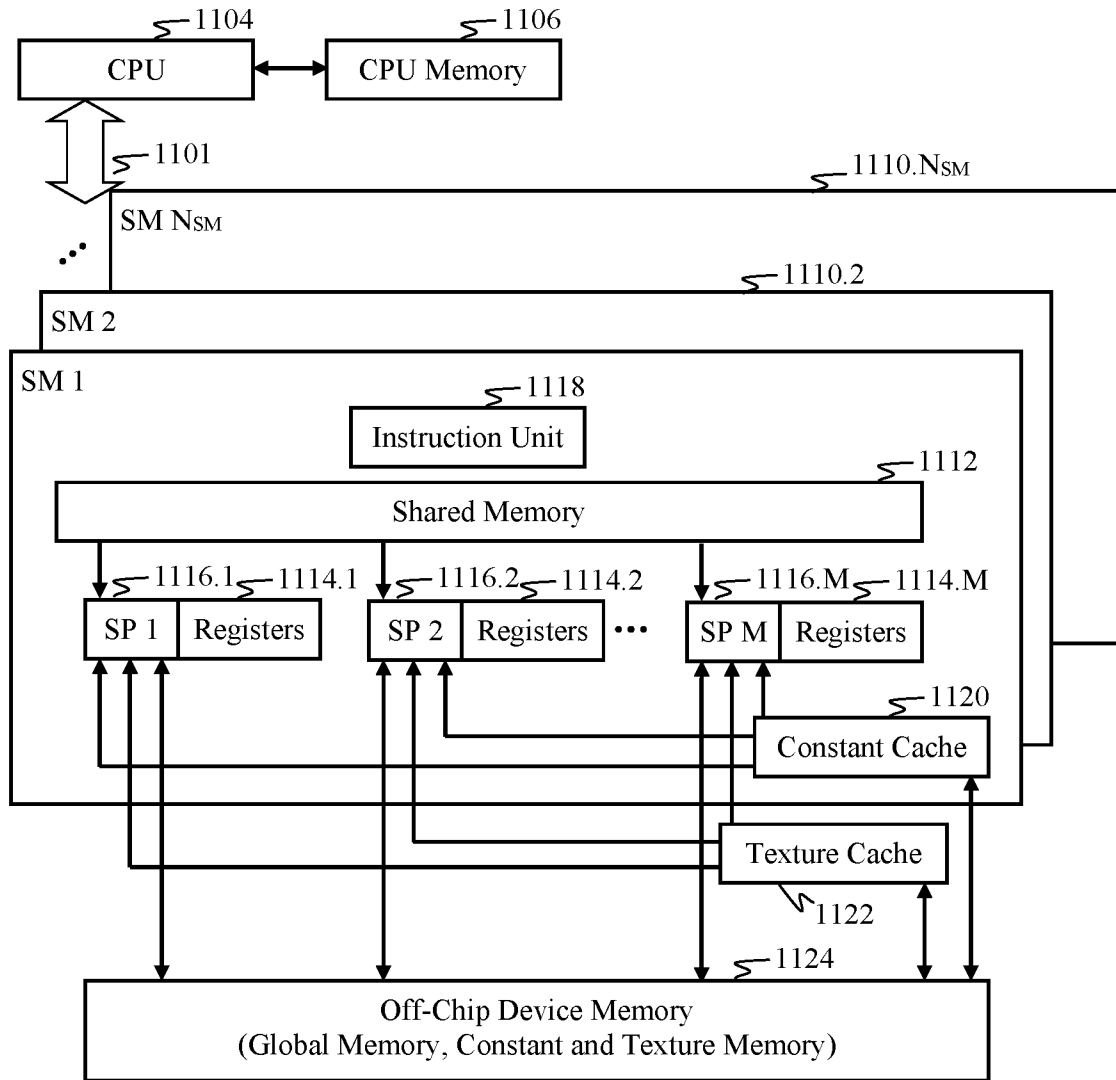 1104
1106
CPU
CPU Memory
1101
1110.NSM
SM NSM
1110.2
SM 2
SM 1
1118
Instruction Unit
1112
Shared Memory
1116.1
1114.1
1116.2
1114.2
1116.M
1114.M
SP 1
Registers
SP 2
Registers
SP M
Registers
1120
Constant Cache
Texture Cache
1122
1124
Off-Chip Device Memory
(Global Memory, Constant and Texture Memory)